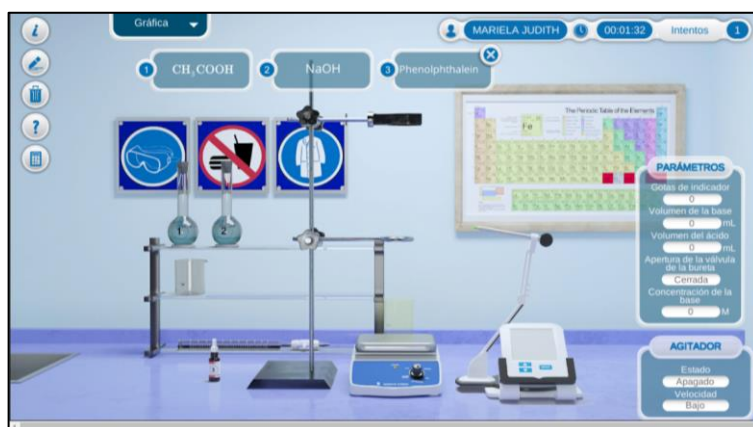 Gráfica
MARIELA JUDITH
00:01:32
Intentos
1
1 CH₃COOH
2 NaOH
3 Phenolphthalein
The Periodic Table of the Elements
Fe
1
2
PARÁMETROS
Gotas de indicador
0
Volumen de la base
0 mL
Volumen del ácido
0 mL
Apertura de la válvula
de la bureta
Cerrada
Concentración de la
base
0 M
AGITADOR
Estado
Apagado
Velocidad
Bajo